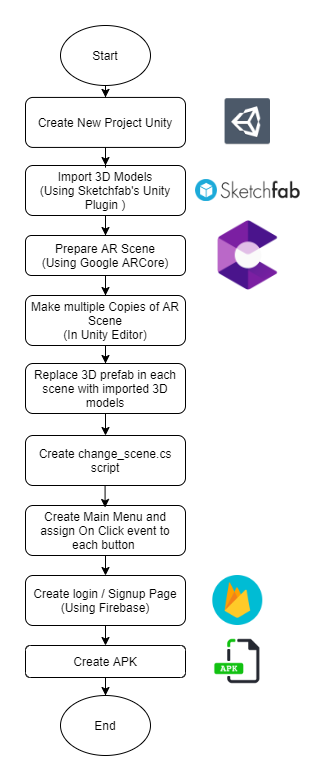 Start
Create New Project Unity
Import 3D Models
(Using Sketchfab's Unity
Plugin )
Sketchfab
Prepare AR Scene
(Using Google ARCore)
Make multiple Copies of AR
Scene
(In Unity Editor)
Replace 3D prefab in each
scene with imported 3D
models
Create change_scene.cs
script
Create Main Menu and
assign On Click event to
each button
Create login / Signup Page
(Using Firebase)
Create APK
APK
End